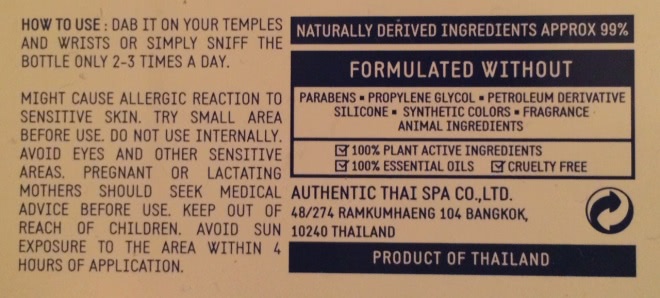 HOW TO USE : DAB IT ON YOUR TEMPLES
AND WRISTS OR SIMPLY SNIFF THE
BOTTLE ONLY 2-3 TIMES A DAY.
MIGHT CAUSE ALLERGIC REACTION TO
SENSITIVE SKIN. TRY SMALL AREA
BEFORE USE. DO NOT USE INTERNALLY.
AVOID EYES AND OTHER SENSITIVE
AREAS. PREGNANT OR LACTATING
MOTHERS SHOULD SEEK MEDICAL
ADVICE BEFORE USE. KEEP OUT OF
REACH OF CHILDREN. AVOID SUN
EXPOSURE TO THE AREA WITHIN 4
HOURS OF APPLICATION.
NATURALLY DERIVED INGREDIENTS APPROX 99%
FORMULATED WITHOUT
PARABENS ▪ PROPYLENE GLYCOL ▪ PETROLEUM DERIVATIVE
SILICONE ▪ SYNTHETIC COLORS ▪ FRAGRANCE
ANIMAL INGREDIENTS
☑ 100% PLANT ACTIVE INGREDIENTS
☑ 100% ESSENTIAL OILS ☑ CRUELTY FREE
AUTHENTIC THAI SPA CO.,LTD.
48/274 RAMKUMHAENG 104 BANGKOK,
10240 THAILAND
PRODUCT OF THAILAND